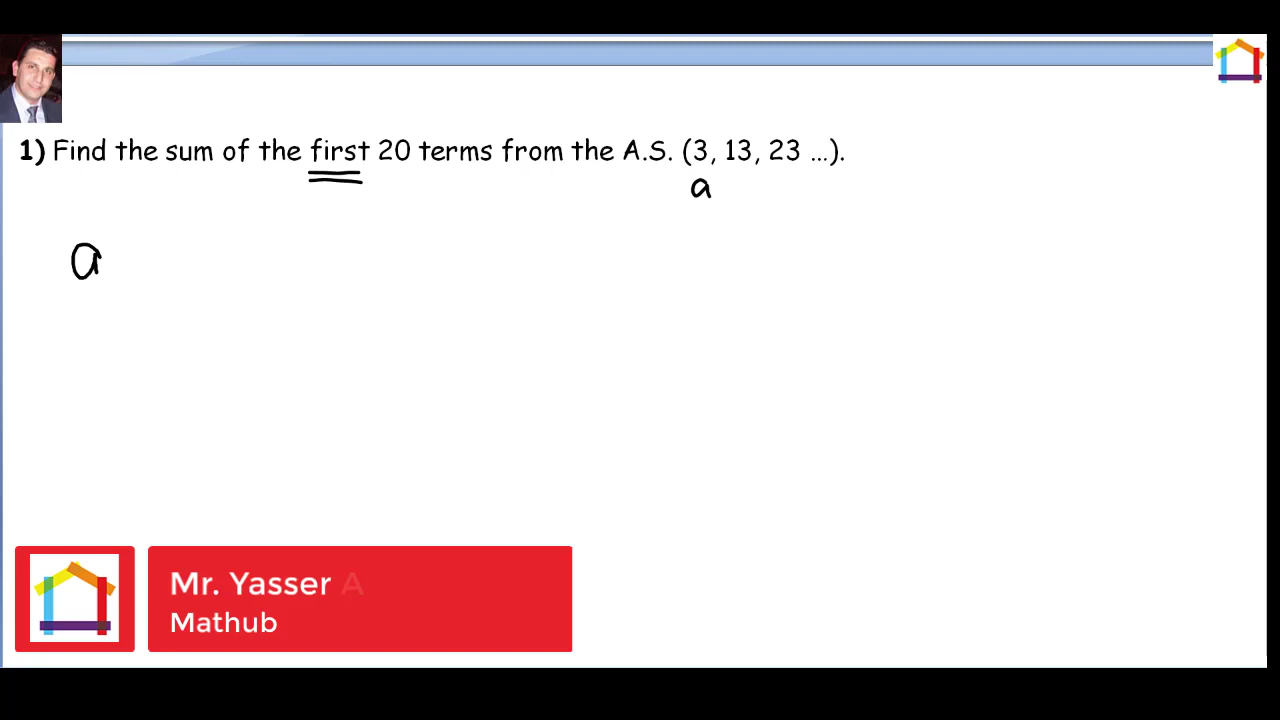 1) Find the sum of the first 20 terms from the A.S. (3, 13, 23 ...).
a
a
Mr. Yasser A
Mathub